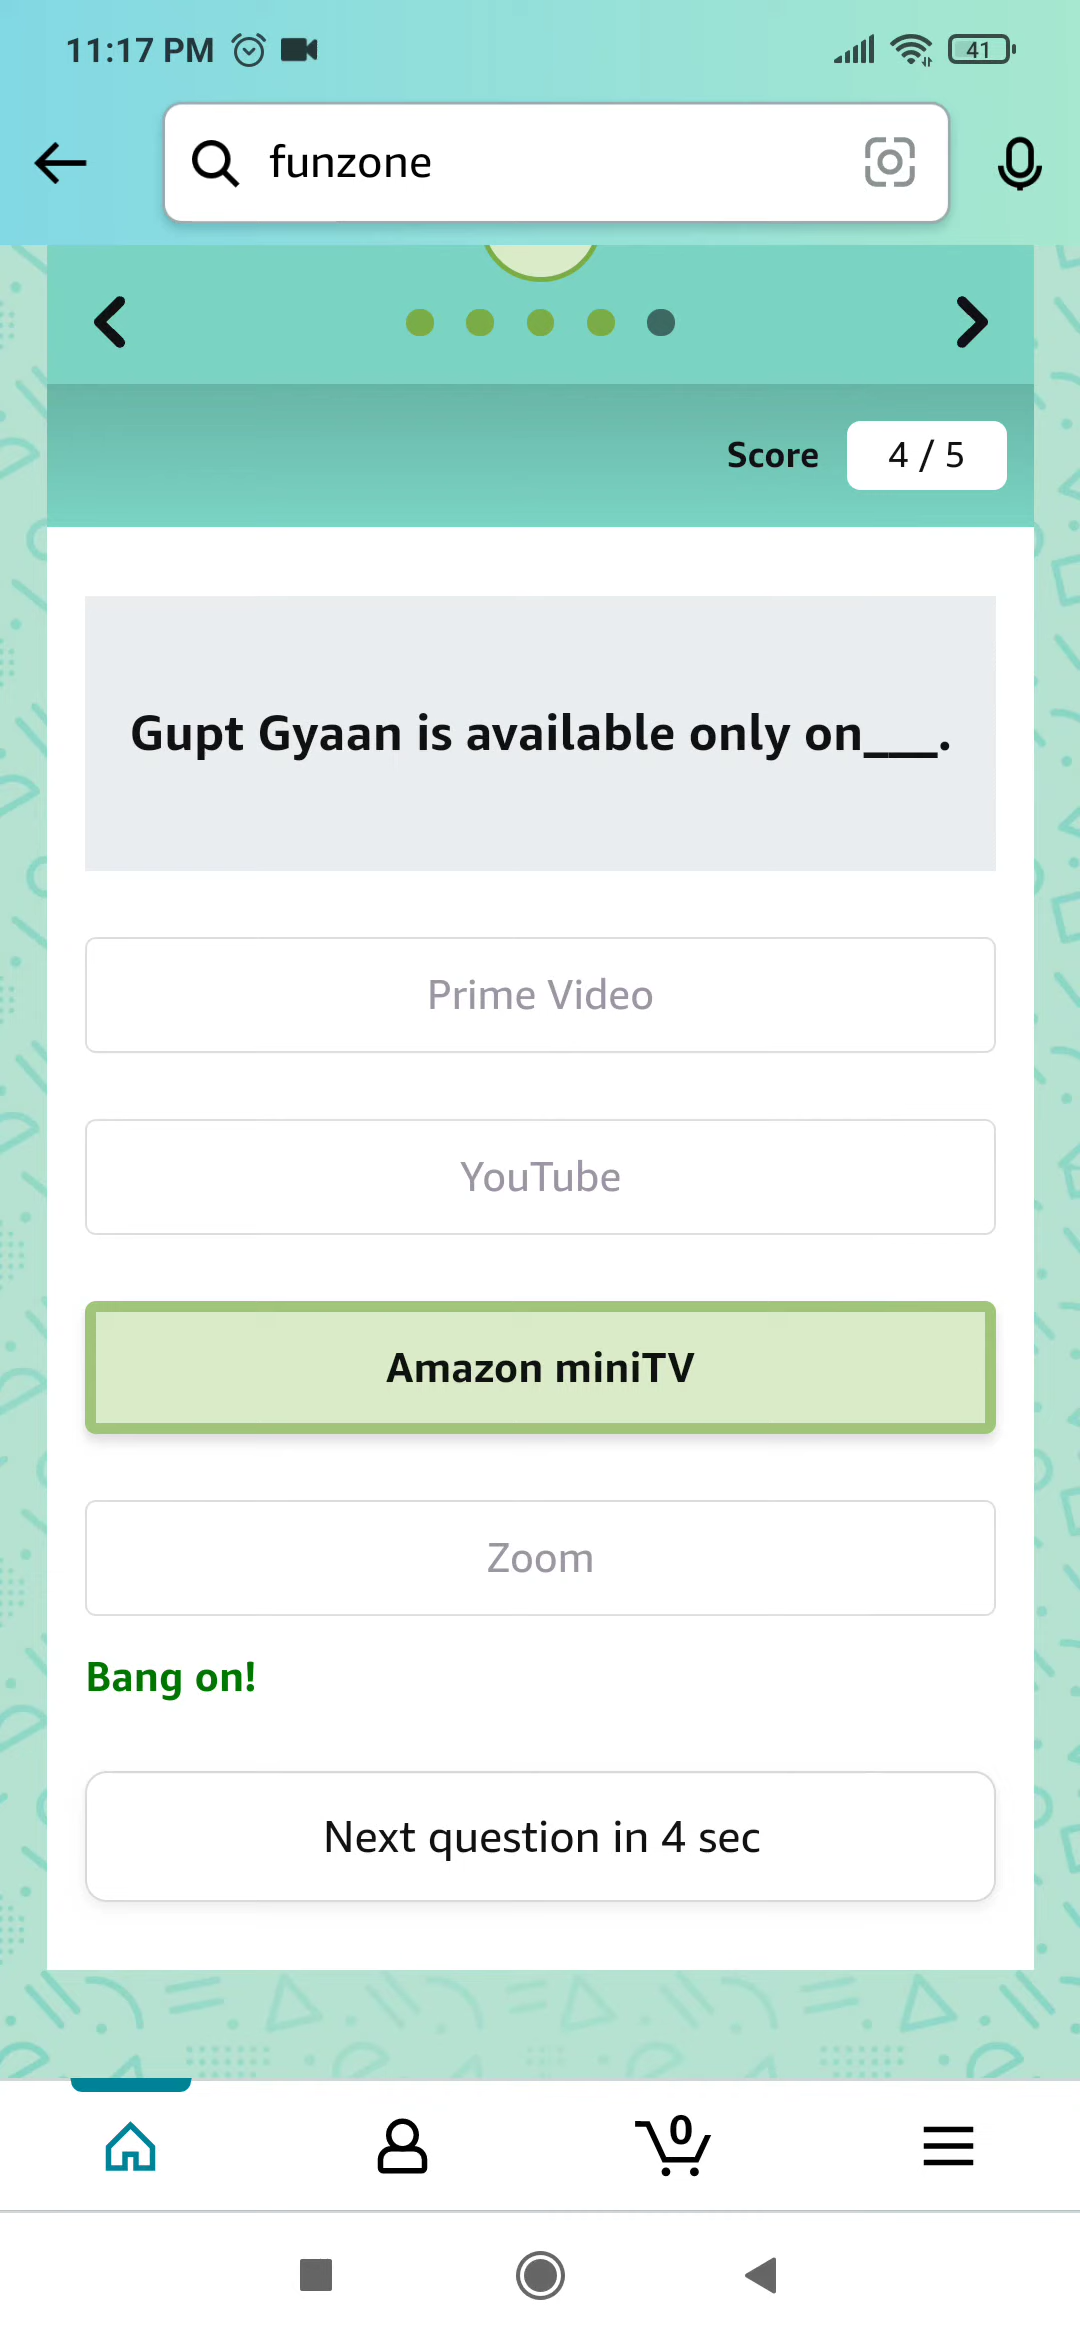 11:17 PM
41
funzone
Score
4 / 5
Gupt Gyaan is available only on___.
Prime Video
YouTube
Amazon miniTV
Zoom
Bang on!
Next question in 4 sec
0